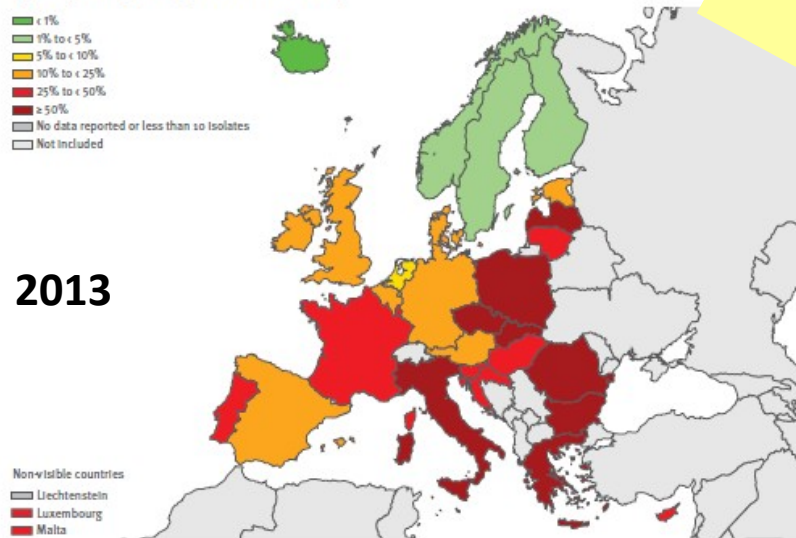 < 1%
1% to < 5%
5% to < 10%
10% to < 25%
25% to < 50%
≥ 50%
No data reported or less than 10 isolates
Not included
2013
Non-visible countries
Liechtenstein
Luxembourg
Malta